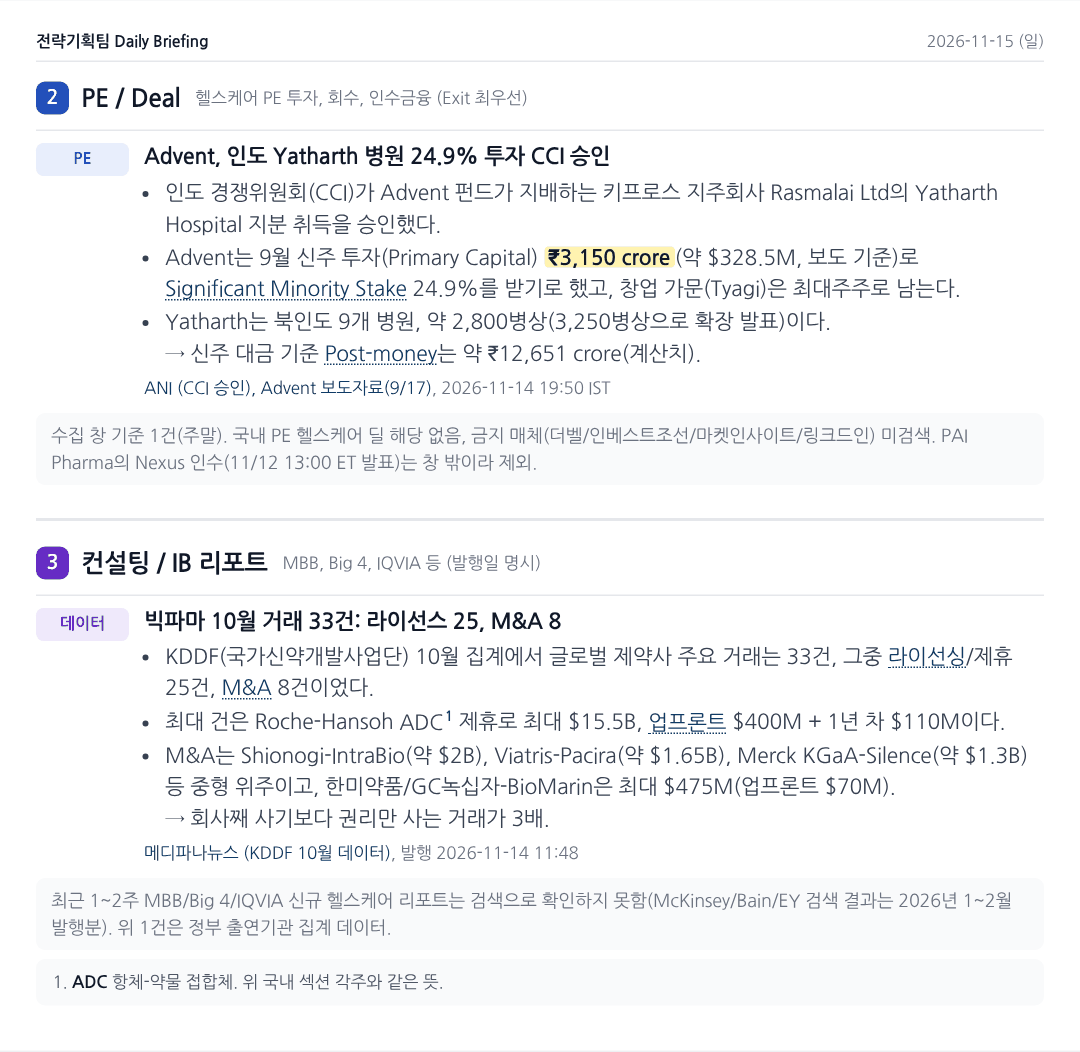 전략기획팀 Daily Briefing
2026-11-15 (일)
2 PE / Deal 헬스케어 PE 투자, 회수, 인수금융 (Exit 최우선)
PE
Advent, 인도 Yatharth 병원 24.9% 투자 CCI 승인
• 인도 경쟁위원회(CCI)가 Advent 펀드가 지배하는 키프로스 지주회사 Rasmalai Ltd의 Yatharth
Hospital 지분 취득을 승인했다.
• Advent는 9월 신주 투자(Primary Capital) ₹3,150 crore (약 $328.5M, 보도 기준)로
Significant Minority Stake 24.9%를 받기로 했고, 창업 가문(Tyagi)은 최대주주로 남는다.
• Yatharth는 북인도 9개 병원, 약 2,800병상(3,250병상으로 확장 발표)이다.
→ 신주 대금 기준 Post-money는 약 ₹12,651 crore(계산치).
ANI (CCI 승인), Advent 보도자료(9/17), 2026-11-14 19:50 IST
수집 창 기준 1건(주말). 국내 PE 헬스케어 딜 해당 없음, 금지 매체(더벨/인베스트조선/마켓인사이트/링크드인) 미검색. PAI
Pharma의 Nexus 인수(11/12 13:00 ET 발표)는 창 밖이라 제외.
3 컨설팅 / IB 리포트 MBB, Big 4, IQVIA 등 (발행일 명시)
데이터
빅파마 10월 거래 33건: 라이선스 25, M&A 8
• KDDF(국가신약개발사업단) 10월 집계에서 글로벌 제약사 주요 거래는 33건, 그중 라이선싱/제휴
25건, M&A 8건이었다.
• 최대 건은 Roche-Hansoh ADC¹ 제휴로 최대 $15.5B, 업프론트 $400M + 1년 차 $110M이다.
• M&A는 Shionogi-IntraBio(약 $2B), Viatris-Pacira(약 $1.65B), Merck KGaA-Silence(약 $1.3B)
등 중형 위주이고, 한미약품/GC녹십자-BioMarin은 최대 $475M(업프론트 $70M).
→ 회사째 사기보다 권리만 사는 거래가 3배.
메디파나뉴스 (KDDF 10월 데이터), 발행 2026-11-14 11:48
최근 1~2주 MBB/Big 4/IQVIA 신규 헬스케어 리포트는 검색으로 확인하지 못함(McKinsey/Bain/EY 검색 결과는 2026년 1~2월
발행분). 위 1건은 정부 출연기관 집계 데이터.
1. ADC 항체-약물 접합체. 위 국내 섹션 각주와 같은 뜻.